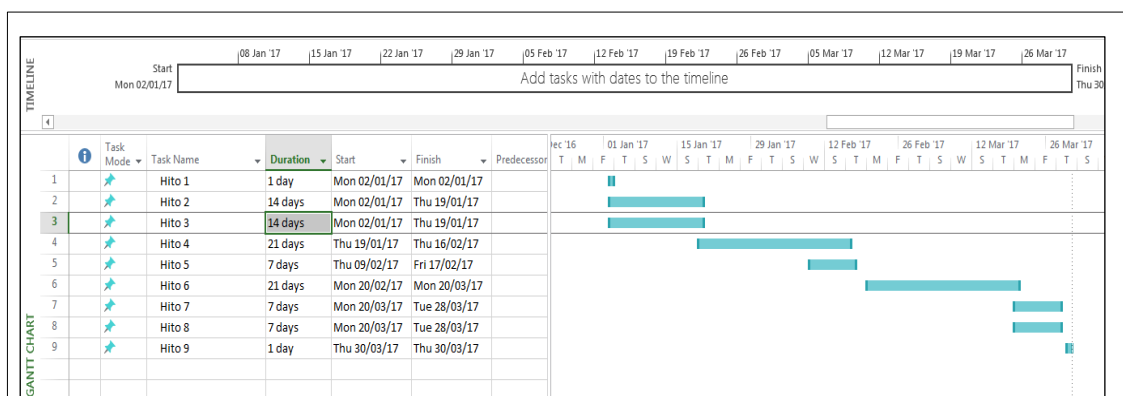 08 Jan '17 15 Jan '17 22 Jan '17 29 Jan '17 05 Feb '17 12 Feb '17 19 Feb '17 26 Feb '17 05 Mar '17 12 Mar '17 19 Mar '17 26 Mar '17
TIMELINE
Start
Mon 02/01/17
Add tasks with dates to the timeline
Finish
Thu 30
Task Mode Task Name Duration Start Finish Predecessor
Dec '16 01 Jan '17 15 Jan '17 29 Jan '17 12 Feb '17 26 Feb '17 12 Mar '17 26 Mar '17
T M F T S W S T M F T S W S T M F T S W S T M F T S
1 Hito 1 1 day Mon 02/01/17 Mon 02/01/17
2 Hito 2 14 days Mon 02/01/17 Thu 19/01/17
3 Hito 3 14 days Mon 02/01/17 Thu 19/01/17
4 Hito 4 21 days Thu 19/01/17 Thu 16/02/17
5 Hito 5 7 days Thu 09/02/17 Fri 17/02/17
6 Hito 6 21 days Mon 20/02/17 Mon 20/03/17
7 Hito 7 7 days Mon 20/03/17 Tue 28/03/17
8 Hito 8 7 days Mon 20/03/17 Tue 28/03/17
9 Hito 9 1 day Thu 30/03/17 Thu 30/03/17
GANTT CHART